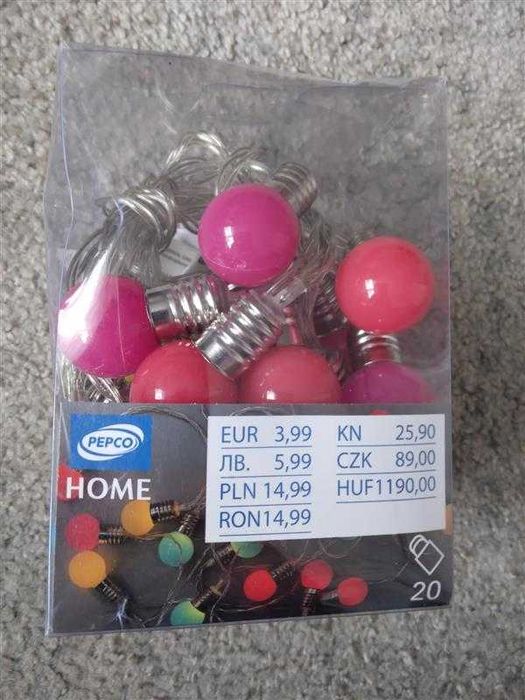 PEPCO
HOME
EUR 3,99 KN 25,90
ЛВ. 5,99 CZK 89,00
PLN 14,99 HUF1190,00
RON14,99
20